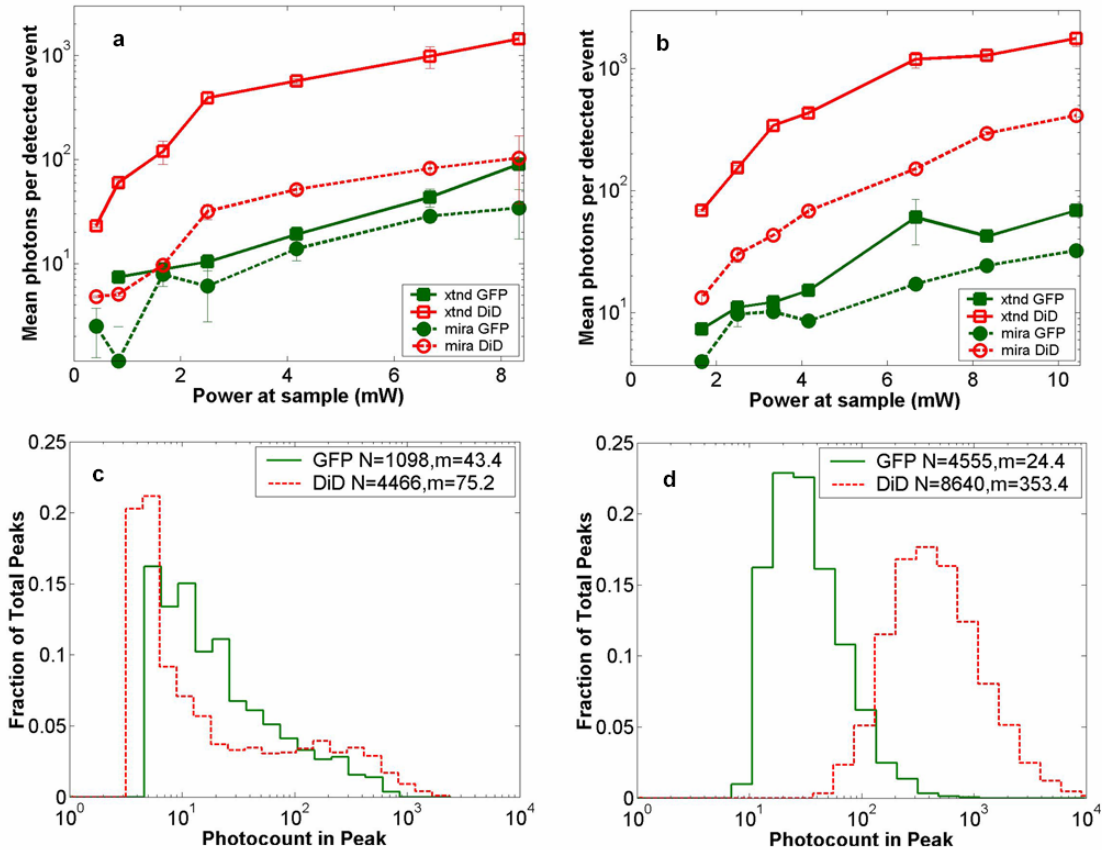 a
Mean photons per detected event
10^3
10^2
10^1
xtnd GFP
xtnd DiD
mira GFP
mira DiD
0 2 4 6 8
Power at sample (mW)
b
Mean photons per detected event
10^3
10^2
10^1
xtnd GFP
xtnd DiD
mira GFP
mira DiD
0 2 4 6 8 10
Power at sample (mW)
c
Fraction of Total Peaks
0.25
0.2
0.15
0.1
0.05
0
GFP N=1098,m=43.4
DiD N=4466,m=75.2
10^0 10^1 10^2 10^3 10^4
Photocount in Peak
d
Fraction of Total Peaks
0.25
0.2
0.15
0.1
0.05
0
GFP N=4555,m=24.4
DiD N=8640,m=353.4
10^0 10^1 10^2 10^3 10^4
Photocount in Peak